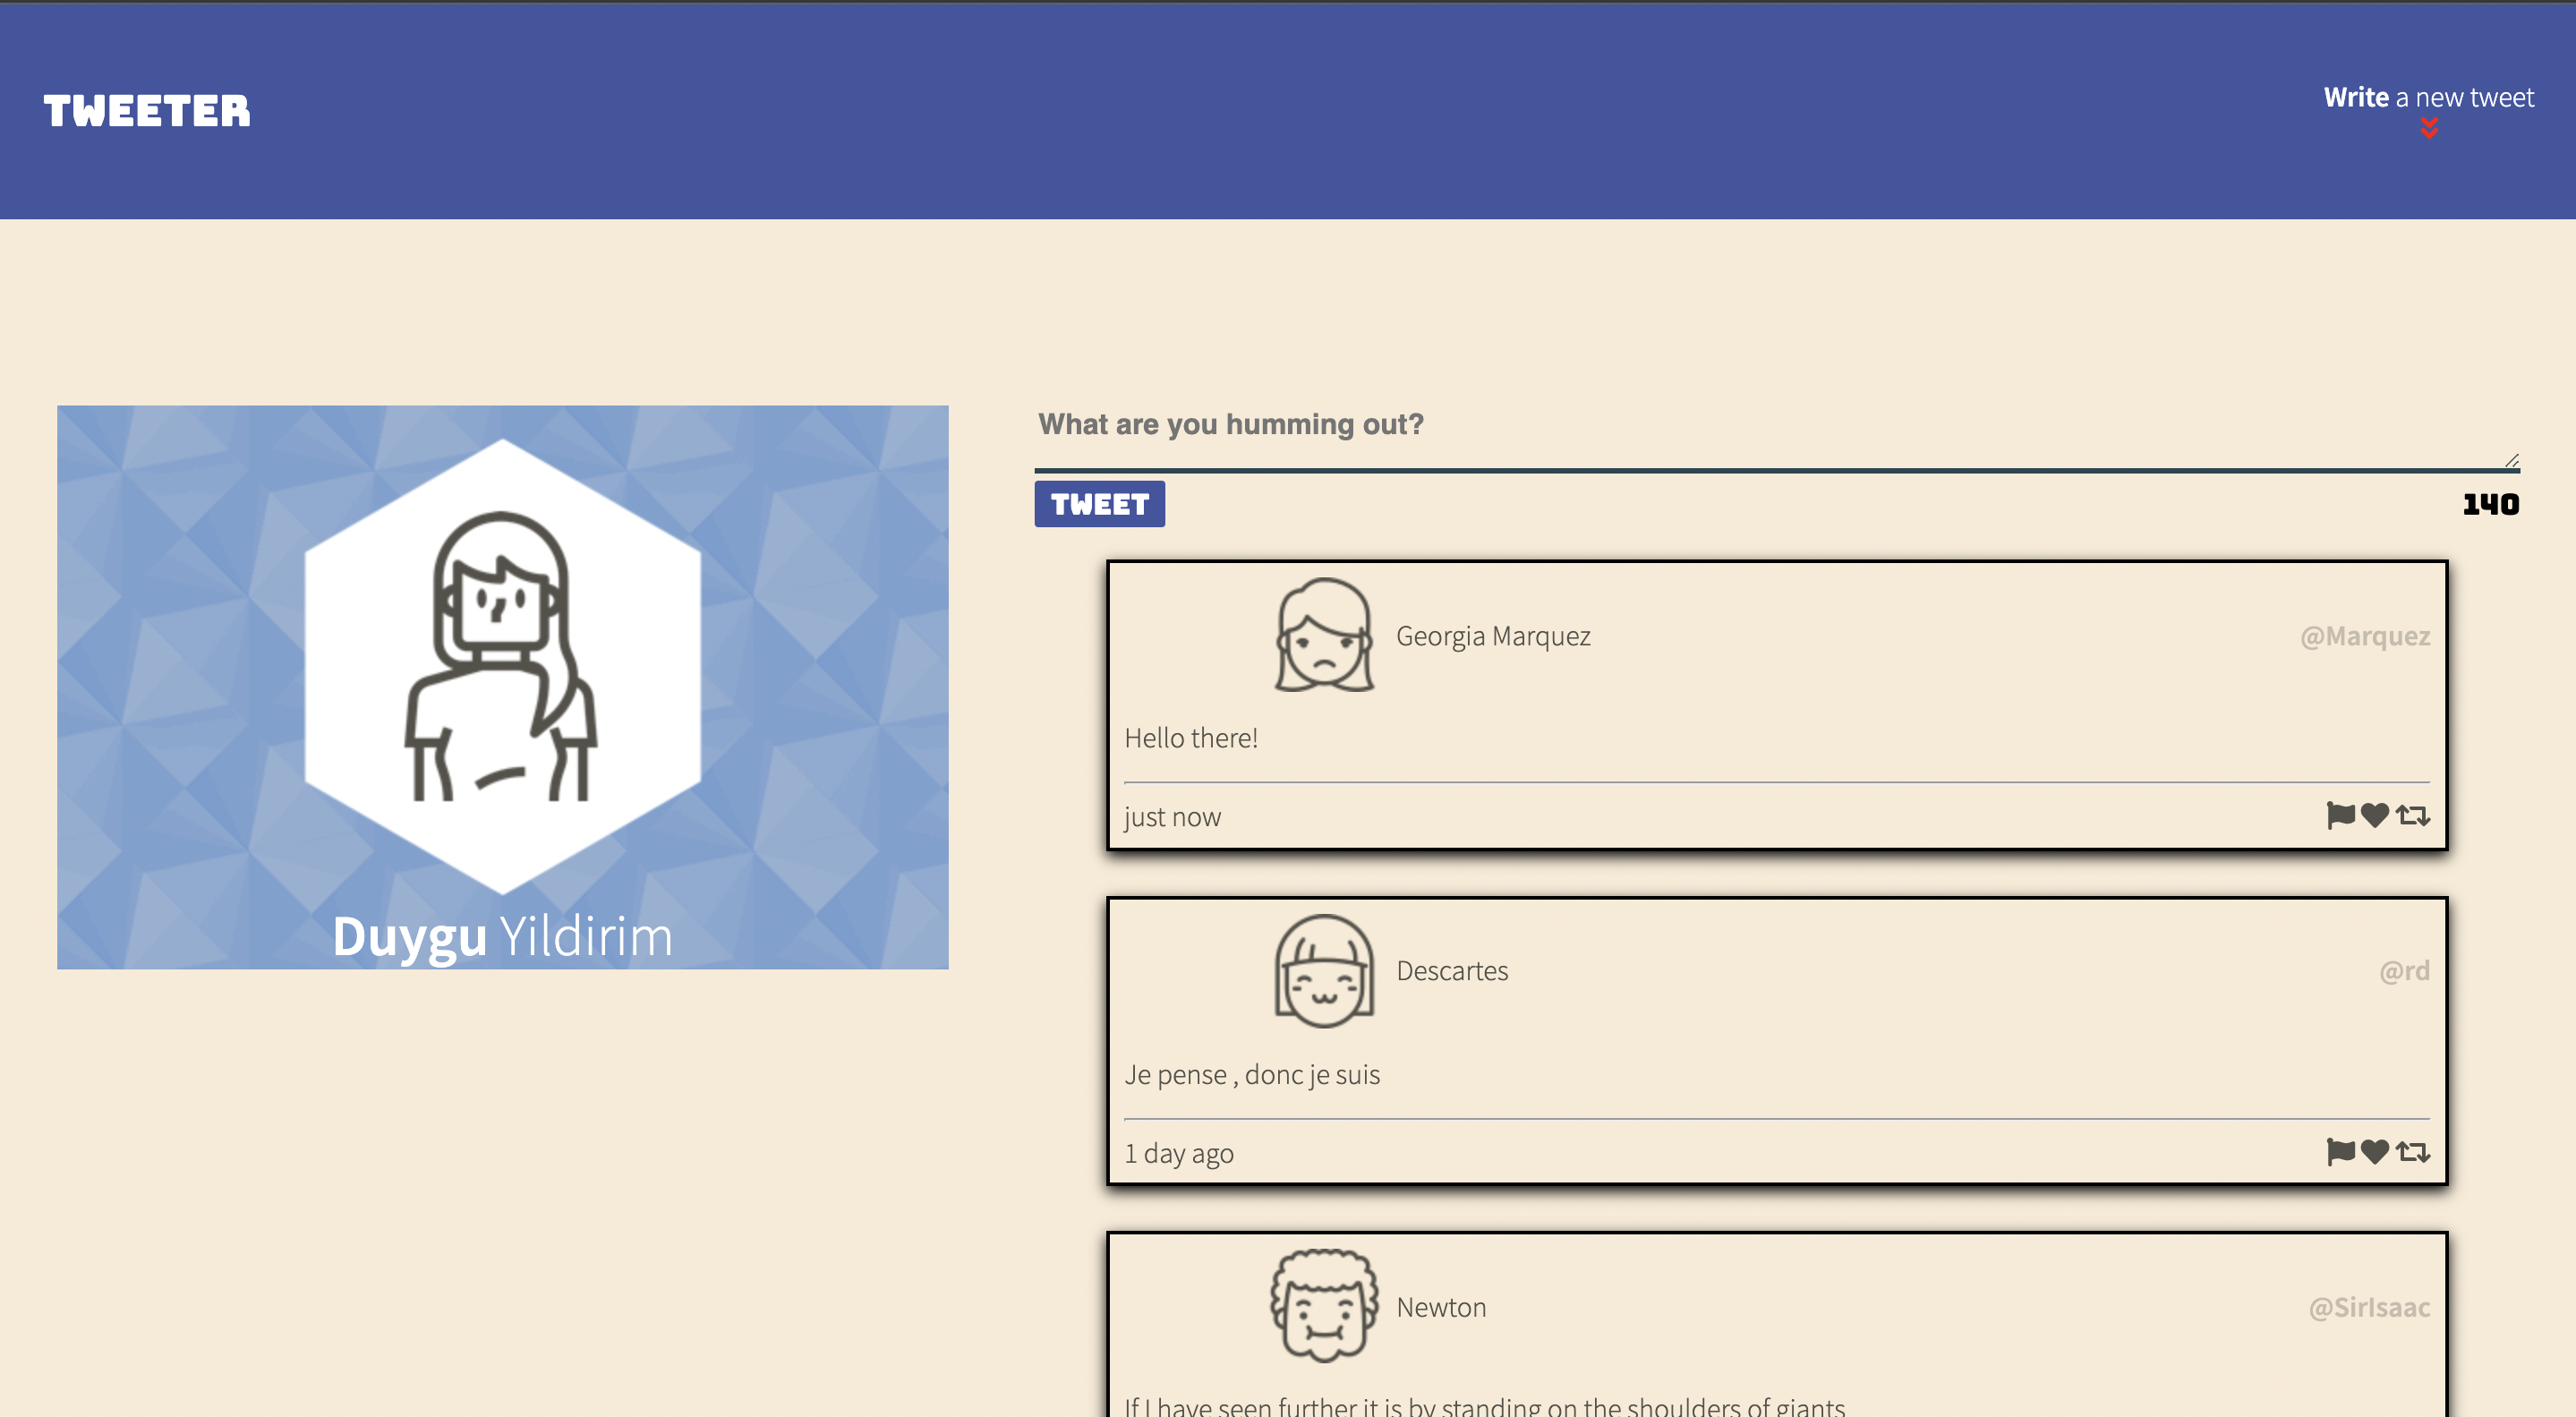 TWEETER
Write a new tweet
Duygu Yildirim
What are you humming out?
TWEET
140
Georgia Marquez
@Marquez
Hello there!
just now
Descartes
@rd
Je pense , donc je suis
1 day ago
Newton
@SirIsaac
If I have seen further it is by standing on the shoulders of giants